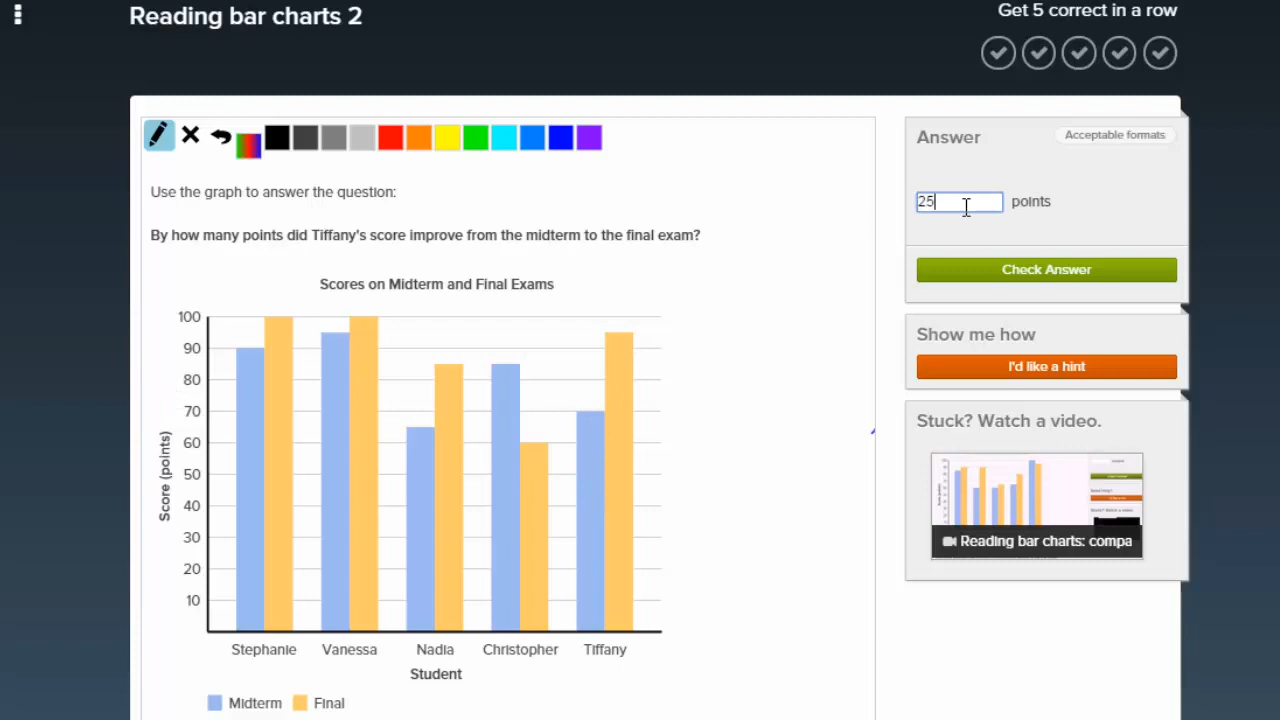 Reading bar charts 2
Get 5 correct in a row
Use the graph to answer the question:
By how many points did Tiffany's score improve from the midterm to the final exam?
Scores on Midterm and Final Exams
Score (points)
100
90
80
70
60
50
40
30
20
10
Stephanie Vanessa Nadia Christopher Tiffany
Student
Midterm Final
Answer
Acceptable formats
25 points
Check Answer
Show me how
I'd like a hint
Stuck? Watch a video.
Reading bar charts: compa